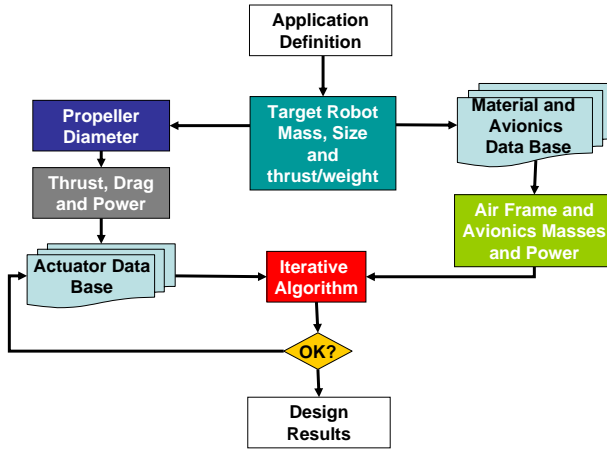 Application
Definition
Propeller
Diameter
Target Robot
Mass, Size
and
thrust/weight
Material and
Avionics
Data Base
Thrust, Drag
and Power
Air Frame and
Avionics Masses
and Power
Actuator Data
Base
Iterative
Algorithm
OK?
Design
Results